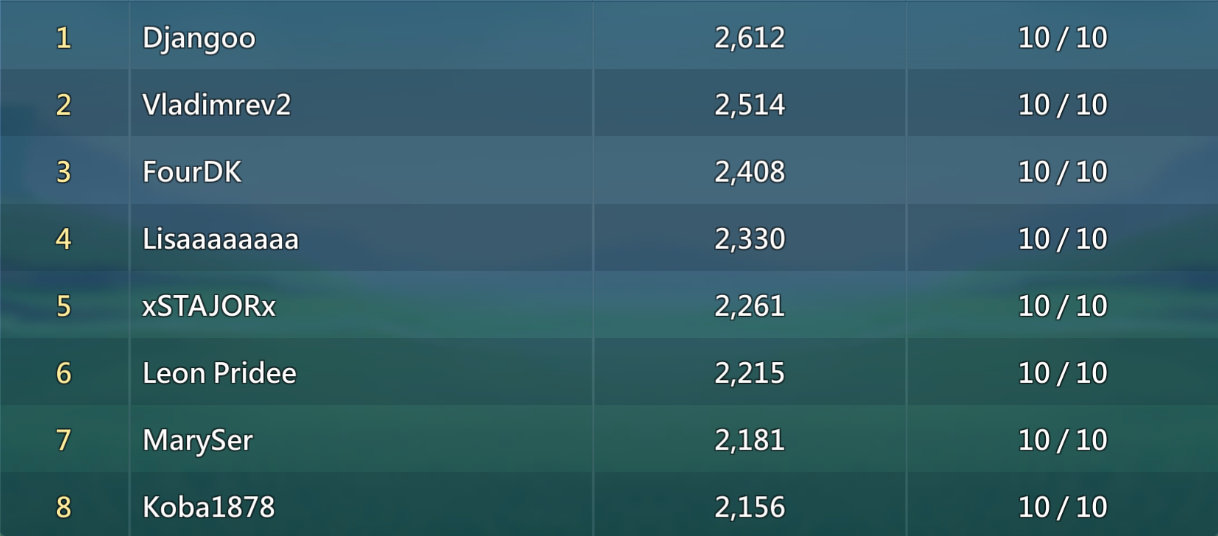 1 Djangoo 2,612 10 / 10
2 Vladimrev2 2,514 10 / 10
3 FourDK 2,408 10 / 10
4 Lisaaaaaaaa 2,330 10 / 10
5 xSTAJORx 2,261 10 / 10
6 Leon Pridee 2,215 10 / 10
7 MarySer 2,181 10 / 10
8 Koba1878 2,156 10 / 10